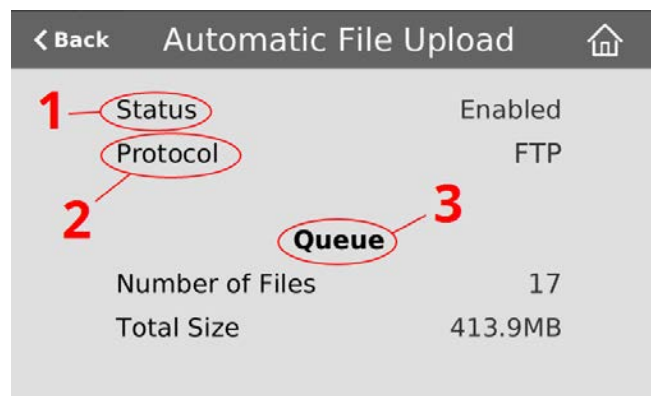 Back Automatic File Upload
1 Status Enabled
Protocol FTP
2 3
Queue
Number of Files 17
Total Size 413.9MB